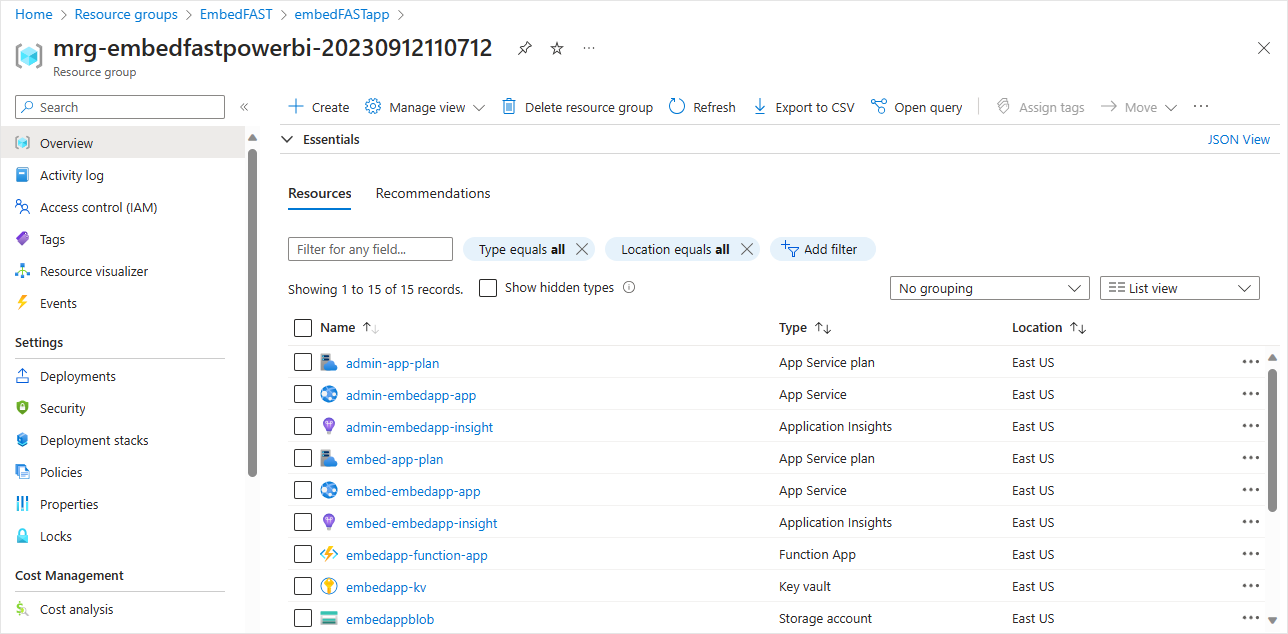 Home > Resource groups > EmbedFAST > embedFASTapp >
mrg-embedfastpowerbi-20230912110712
Resource group
Search
Overview
Activity log
Access control (IAM)
Tags
Resource visualizer
Events
Settings
Deployments
Security
Deployment stacks
Policies
Properties
Locks
Cost Management
Cost analysis
Create Manage view Delete resource group Refresh Export to CSV Open query Assign tags Move
Essentials JSON View
Resources Recommendations
Filter for any field... Type equals all Location equals all Add filter
Showing 1 to 15 of 15 records. Show hidden types No grouping List view
Name Type Location
admin-app-plan App Service plan East US
admin-embedapp-app App Service East US
admin-embedapp-insight Application Insights East US
embed-app-plan App Service plan East US
embed-embedapp-app App Service East US
embed-embedapp-insight Application Insights East US
embedapp-function-app Function App East US
embedapp-kv Key vault East US
embedappblob Storage account East US